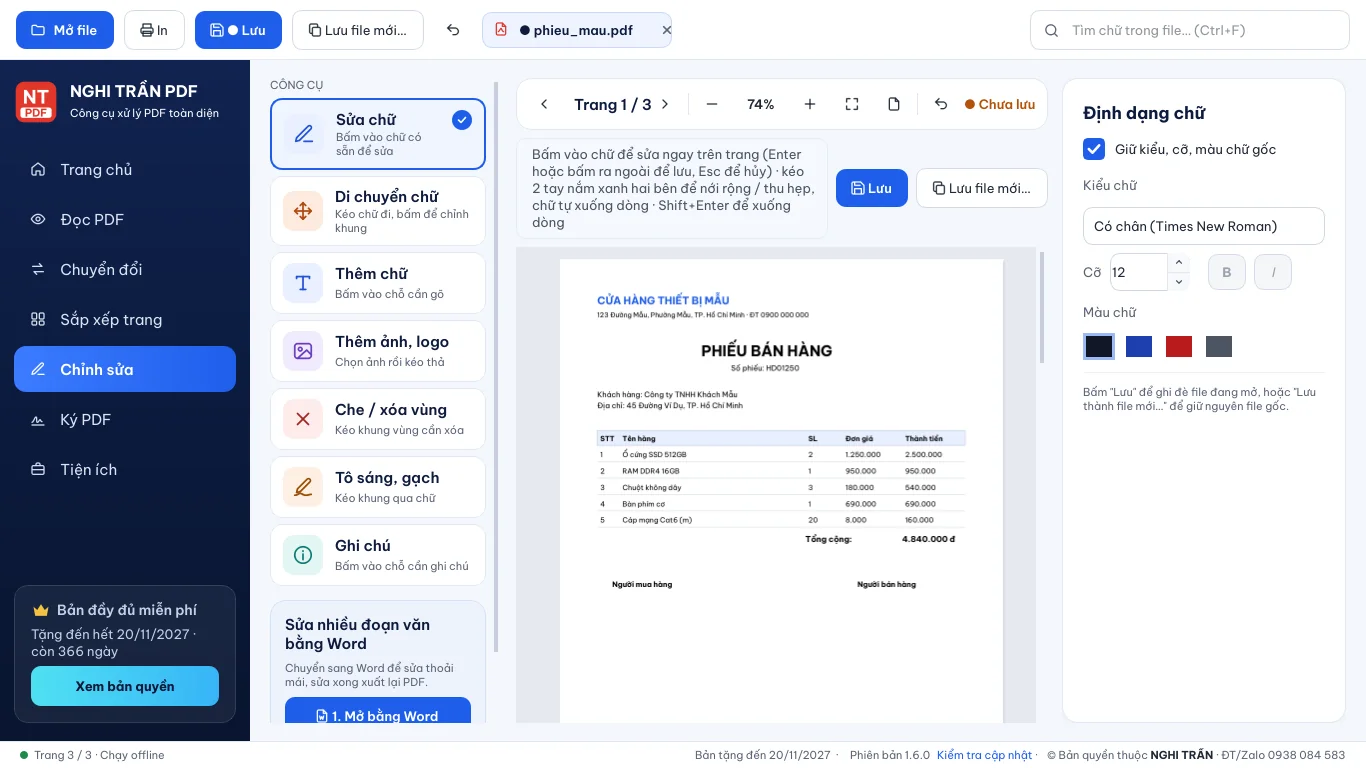 Mở file
In
Lưu
Lưu file mới...
phieu_mau.pdf
Tìm chữ trong file... (Ctrl+F)
NT
PDF
NGHI TRẦN PDF
Công cụ xử lý PDF toàn diện
Trang chủ
Đọc PDF
Chuyển đổi
Sắp xếp trang
Chỉnh sửa
Ký PDF
Tiện ích
Bản đầy đủ miễn phí
Tặng đến hết 20/11/2027 ·
còn 366 ngày
Xem bản quyền
CÔNG CỤ
Sửa chữ
Bấm vào chữ có
sẵn để sửa
Di chuyển chữ
Kéo chữ đi, bấm để chỉnh
khung
Thêm chữ
Bấm vào chỗ cần gõ
Thêm ảnh, logo
Chọn ảnh rồi kéo thả
Che / xóa vùng
Kéo khung vùng cần xóa
Tô sáng, gạch
Kéo khung qua chữ
Ghi chú
Bấm vào chỗ cần ghi chú
Sửa nhiều đoạn văn
bằng Word
Chuyển sang Word để sửa thoải
mái, sửa xong xuất lại PDF.
1. Mở bằng Word
Trang 1 / 3
74%
Chưa lưu
Bấm vào chữ để sửa ngay trên trang (Enter
hoặc bấm ra ngoài để lưu, Esc để hủy) · kéo
2 tay nắm xanh hai bên để nới rộng / thu hẹp,
chữ tự xuống dòng · Shift+Enter để xuống
dòng
Lưu
Lưu file mới...
CỬA HÀNG THIẾT BỊ MẪU
123 Đường Mẫu, Phường Mẫu, TP. Hồ Chí Minh · ĐT 0900 000 000
PHIẾU BÁN HÀNG
Số phiếu: HD01250
Khách hàng: Công ty TNHH Khách Mẫu
Địa chỉ: 45 Đường Ví Dụ, TP. Hồ Chí Minh
STT Tên hàng SL Đơn giá Thành tiền
1 Ổ cứng SSD 512GB 2 1.250.000 2.500.000
2 RAM DDR4 16GB 1 950.000 950.000
3 Chuột không dây 3 180.000 540.000
4 Bàn phím cơ 1 690.000 690.000
5 Cáp mạng Cat6 (m) 20 8.000 160.000
Tổng cộng: 4.840.000 đ
Người mua hàng Người bán hàng
Định dạng chữ
Giữ kiểu, cỡ, màu chữ gốc
Kiểu chữ
Có chân (Times New Roman)
Cỡ 12 B I
Màu chữ
Bấm "Lưu" để ghi đè file đang mở, hoặc "Lưu
thành file mới..." để giữ nguyên file gốc.
Trang 3 / 3 · Chạy offline
Bản tặng đến 20/11/2027 · Phiên bản 1.6.0 Kiểm tra cập nhật · © Bản quyền thuộc NGHI TRẦN · ĐT/Zalo 0938 084 583